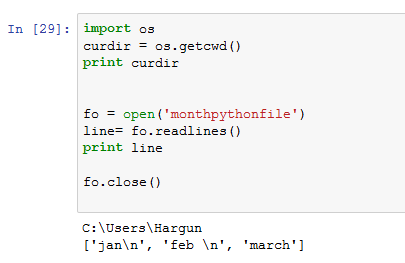 In [29]: import os
curdir = os.getcwd()
print curdir
fo = open('monthpythonfile')
line= fo.readlines()
print line
fo.close()
C:\Users\Hargun
['jan\n', 'feb \n', 'march']